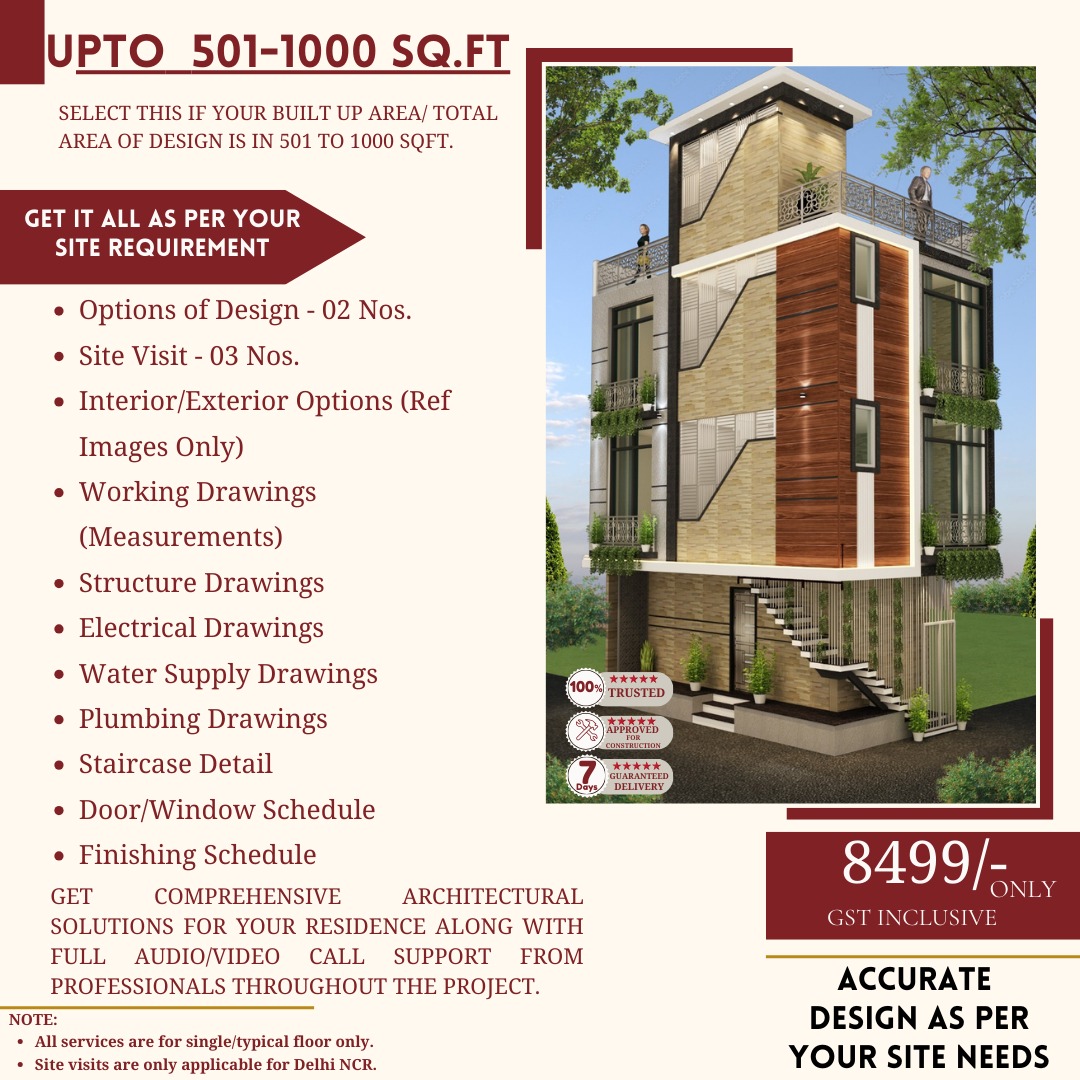 UPTO 501-1000 SQ.FT
SELECT THIS IF YOUR BUILT UP AREA/ TOTAL
AREA OF DESIGN IS IN 501 TO 1000 SQFT.
GET IT ALL AS PER YOUR
SITE REQUIREMENT
• Options of Design - 02 Nos.
• Site Visit - 03 Nos.
• Interior/Exterior Options (Ref
Images Only)
• Working Drawings
(Measurements)
• Structure Drawings
• Electrical Drawings
• Water Supply Drawings
• Plumbing Drawings
• Staircase Detail
• Door/Window Schedule
• Finishing Schedule
GET COMPREHENSIVE ARCHITECTURAL
SOLUTIONS FOR YOUR RESIDENCE ALONG WITH
FULL AUDIO/VIDEO CALL SUPPORT FROM
PROFESSIONALS THROUGHOUT THE PROJECT.
NOTE:
• All services are for single/typical floor only.
• Site visits are only applicable for Delhi NCR.
100%
TRUSTED
APPROVED
FOR
CONSTRUCTION
7
Days
GUARANTEED
DELIVERY
8499/-
ONLY
GST INCLUSIVE
ACCURATE
DESIGN AS PER
YOUR SITE NEEDS